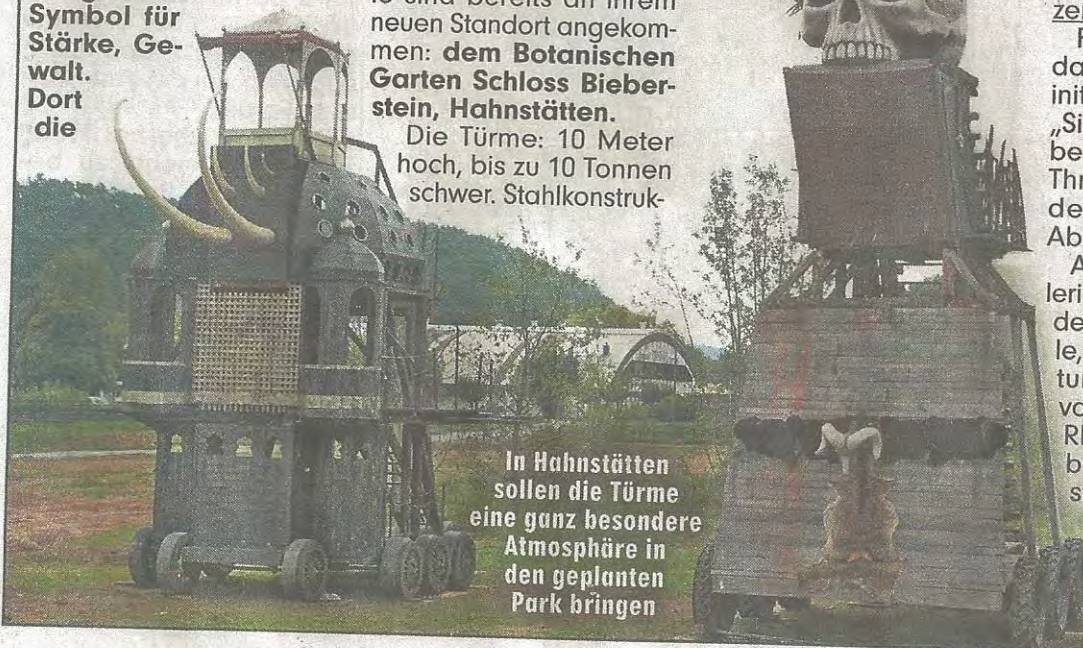 Symbol für
Stärke, Ge-
walt.
Dort
die
neuen Standort angekom-
men: dem Botanischen
Garten Schloss Bieber-
stein, Hahnstätten.
Die Türme: 10 Meter
hoch, bis zu 10 Tonnen
schwer. Stahlkonstruk-
In Hahnstätten
sollen die Türme
eine ganz besondere
Atmosphäre in
den geplanten
Park bringen